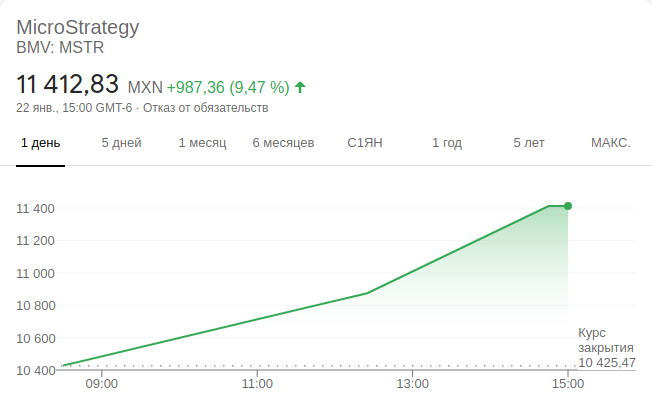 MicroStrategy
BMV: MSTR
11 412,83 MXN +987,36 (9,47 %)
22 янв., 15:00 GMT-6 · Отказ от обязательств
1 день 5 дней 1 месяц 6 месяцев С1ЯН 1 год 5 лет МАКС.
11 400
11 200
11 000
10 800
10 600
10 400
Курс
закрытия
10 425,47
09:00 11:00 13:00 15:00